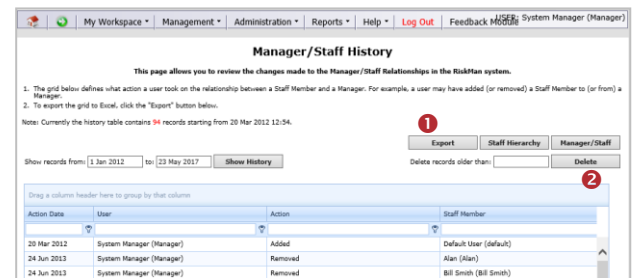 My Workspace Management Administration Reports Help Log Out Feedback Module USER: System Manager (Manager)
Manager/Staff History
This page allows you to review the changes made to the Manager/Staff Relationships in the RiskMan system.
1. The grid below defines what action a user took on the relationship between a Staff Member and a Manager. For example, a user may have added (or removed) a Staff Member to (or from) a
Manager.
2. To export the grid to Excel, click the "Export" button below.
Note: Currently the history table contains 94 records starting from 20 Mar 2012 12:54.
1
Export Staff Hierarchy Manager/Staff
Show records from: 1 Jan 2012 to: 23 May 2017 Show History Delete records older than: Delete
2
Drag a column header here to group by that column
Action Date User Action Staff Member
20 Mar 2012 System Manager (Manager) Added Default User (default)
24 Jun 2013 System Manager (Manager) Removed Alan (Alan)
24 Jun 2013 System Manager (Manager) Removed Bill Smith (Bill Smith)